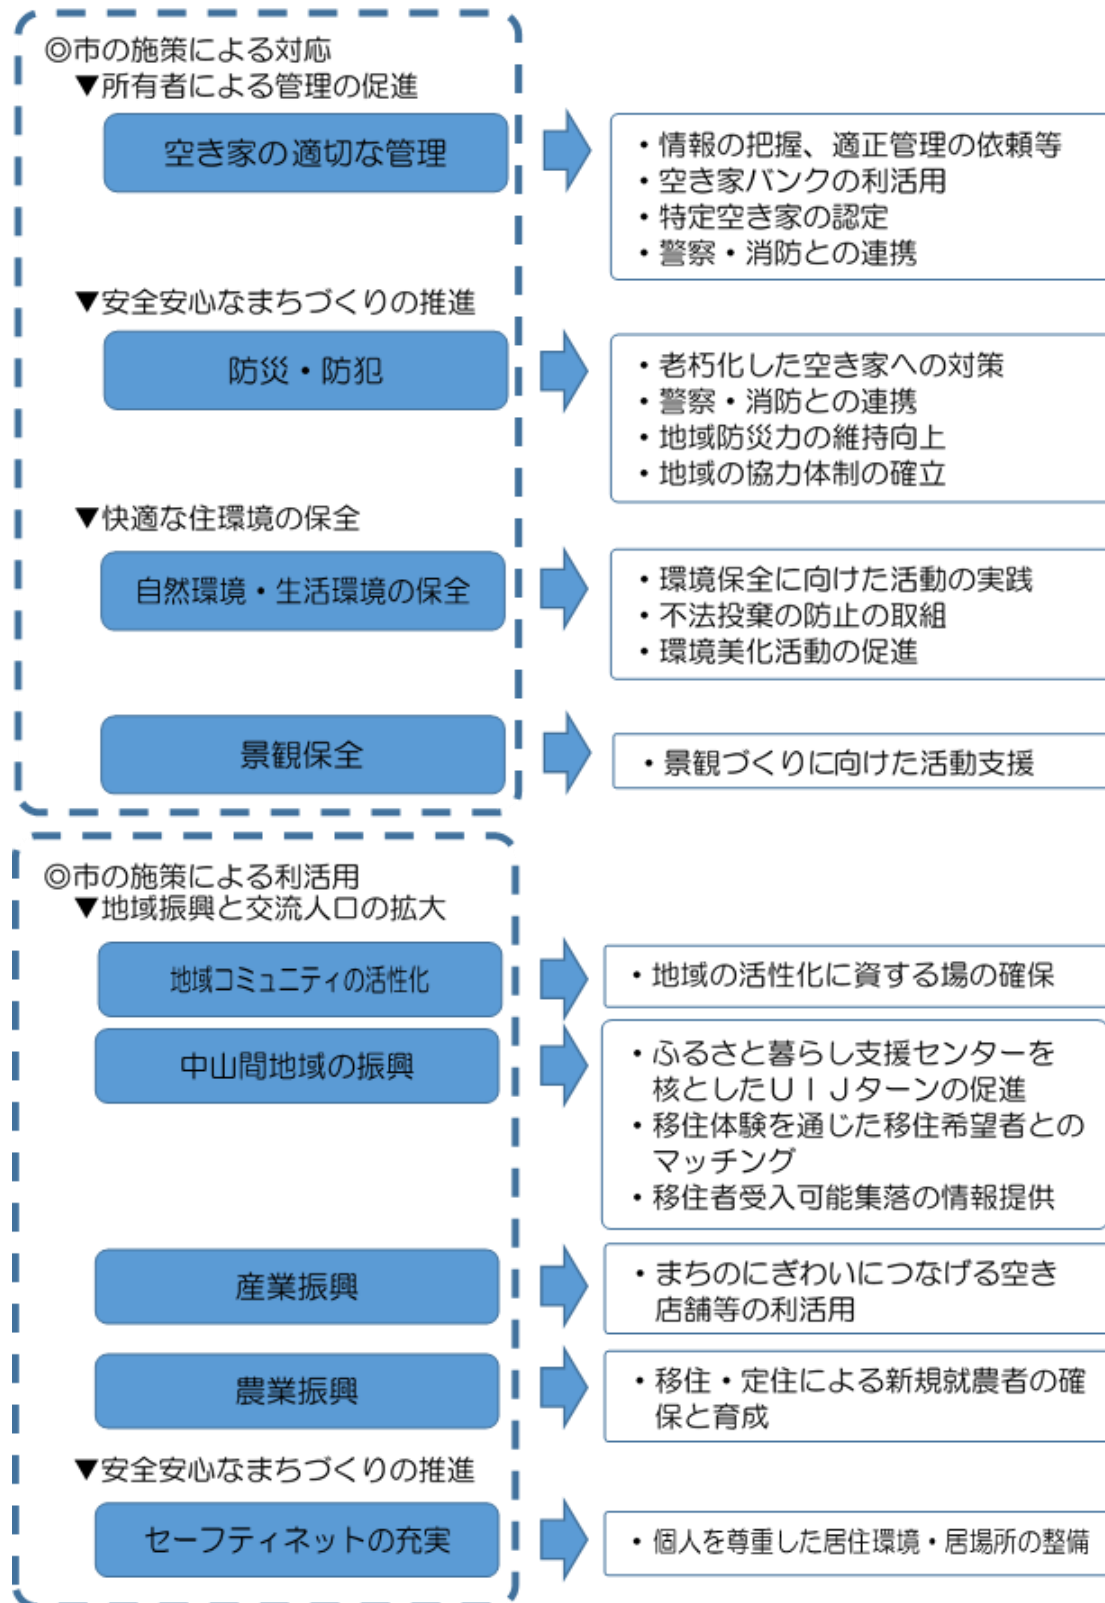 ◎市の施策による対応
▼所有者による管理の促進
空き家の適切な管理
・情報の把握、適正管理の依頼等
・空き家バンクの利活用
・特定空き家の認定
・警察・消防との連携
▼安全安心なまちづくりの推進
防災・防犯
・老朽化した空き家への対策
・警察・消防との連携
・地域防災力の維持向上
・地域の協力体制の確立
▼快適な住環境の保全
自然環境・生活環境の保全
・環境保全に向けた活動の実践
・不法投棄の防止の取組
・環境美化活動の促進
景観保全
・景観づくりに向けた活動支援
◎市の施策による利活用
▼地域振興と交流人口の拡大
地域コミュニティの活性化
・地域の活性化に資する場の確保
中山間地域の振興
・ふるさと暮らし支援センターを
核としたＵＩＪターンの促進
・移住体験を通じた移住希望者との
マッチング
・移住者受入可能集落の情報提供
産業振興
・まちのにぎわいにつなげる空き
店舗等の利活用
農業振興
・移住・定住による新規就農者の確
保と育成
▼安全安心なまちづくりの推進
セーフティネットの充実
・個人を尊重した居住環境・居場所の整備